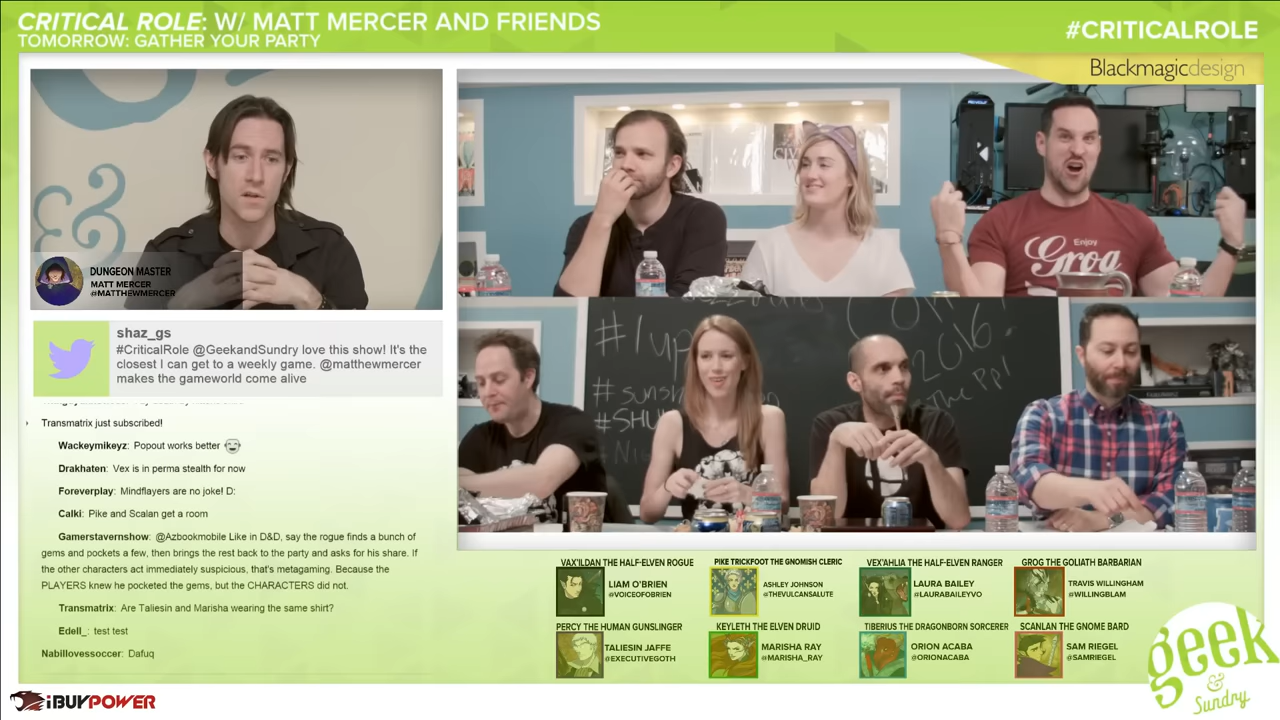 CRITICAL ROLE: W/ MATT MERCER AND FRIENDS
TOMORROW: GATHER YOUR PARTY
#CRITICALROLE
Blackmagicdesign
DUNGEON MASTER
MATT MERCER
@MATTHEWMERCER
Enjoy
Grog
#1up
2016
the Ppl
shaz_gs
#CriticalRole @GeekandSundry love this show! It's the
closest I can get to a weekly game. @matthewmercer
makes the gameworld come alive
Transmatrix just subscribed!
Wackeymikeyz: Popout works better
Drakhaten: Vex is in perma stealth for now
Foreverplay: Mindflayers are no joke! D:
Calki: Pike and Scalan get a room
Gamerstavernshow: @Azbookmobile Like in D&D, say the rogue finds a bunch of
gems and pockets a few, then brings the rest back to the party and asks for his share. If
the other characters act immediately suspicious, that's metagaming. Because the
PLAYERS knew he pocketed the gems, but the CHARACTERS did not.
Transmatrix: Are Taliesin and Marisha wearing the same shirt?
Edell_: test test
Nabillovessoccer: Dafuq
VAX'ILDAN THE HALF-ELVEN ROGUE
LIAM O'BRIEN
@VOICEOFOBRIEN
PIKE TRICKFOOT THE GNOMISH CLERIC
ASHLEY JOHNSON
@THEVULCANSALUTE
VEX'AHLIA THE HALF-ELVEN RANGER
LAURA BAILEY
@LAURABAILEYVO
GROG THE GOLIATH BARBARIAN
TRAVIS WILLINGHAM
@WILLINGBLAM
PERCY THE HUMAN GUNSLINGER
TALIESIN JAFFE
@EXECUTIVEGOTH
KEYLETH THE ELVEN DRUID
MARISHA RAY
@MARISHA_RAY
TIBERIUS THE DRAGONBORN SORCERER
ORION ACABA
@ORIONACABA
SCANLAN THE GNOME BARD
SAM RIEGEL
@SAMRIEGEL
geek
&
Sundry
iBUYPOWER